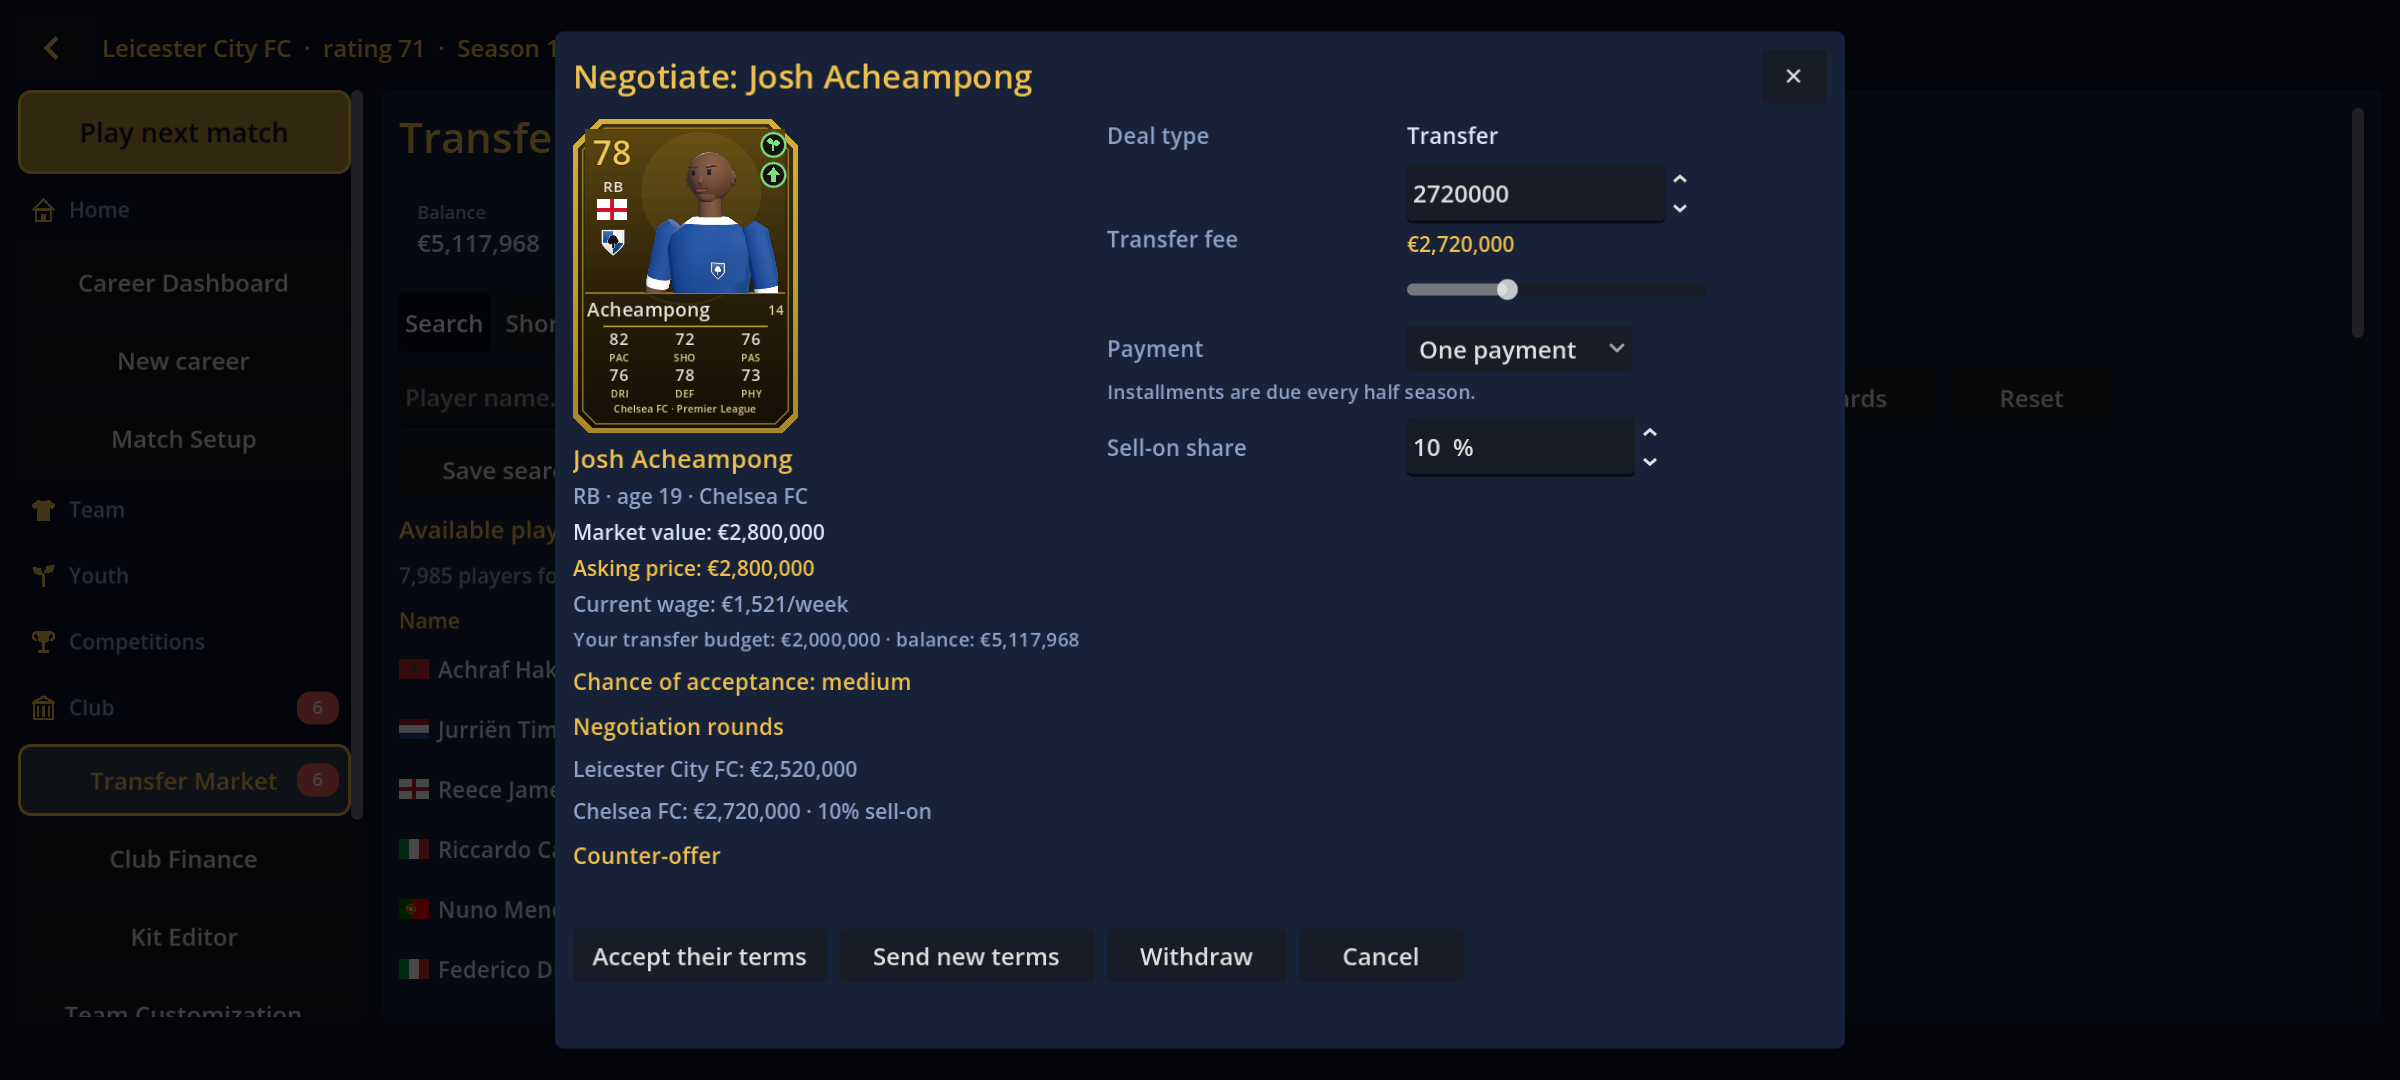 Leicester City FC · rating 71 · Season 1
Play next match
Home
Career Dashboard
New career
Match Setup
Team
Youth
Competitions
Club
6
Transfer Market
6
Club Finance
Kit Editor
Team Customization
Transfe
Balance
€5,117,968
Search
Shor
Player name.
Save sear
Available play
7,985 players fo
Name
Achraf Hak
Jurriën Tim
Reece Jame
Riccardo Ca
Nuno Mend
Federico D
rds
Reset
Negotiate: Josh Acheampong
×
78
RB
Acheampong 14
82 72 76
PAC SHO PAS
76 78 73
DRI DEF PHY
Chelsea FC · Premier League
Josh Acheampong
RB · age 19 · Chelsea FC
Market value: €2,800,000
Asking price: €2,800,000
Current wage: €1,521/week
Your transfer budget: €2,000,000 · balance: €5,117,968
Chance of acceptance: medium
Negotiation rounds
Leicester City FC: €2,520,000
Chelsea FC: €2,720,000 · 10% sell-on
Counter-offer
Deal type
Transfer
Transfer fee
2720000
€2,720,000
Payment
One payment
Installments are due every half season.
Sell-on share
10 %
Accept their terms
Send new terms
Withdraw
Cancel